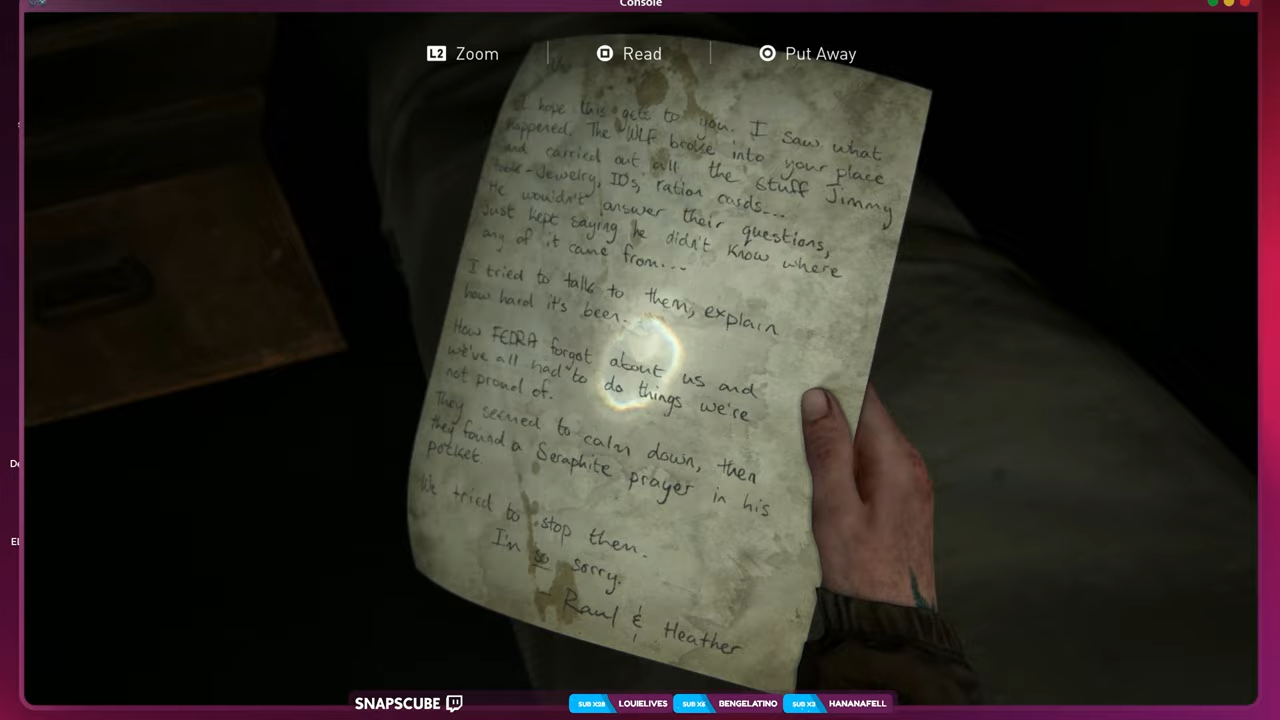 Console
L2 Zoom
Read
Put Away
I hope this gets to you. I saw what
happened. The WLF broke into your place
and carried out all the stuff Jimmy
took - Jewelry, IDs, ration cards...
He wouldn't answer their questions,
Just kept saying he didn't know where
any of it came from...
I tried to talk to them, explain
how hard it's been.
How FEDRA forgot about us and
we've all had to do things we're
not proud of.
They seemed to calm down, then
they found a Seraphite prayer in his
pocket.
We tried to stop them.
I'm so sorry.
- Raul & Heather
SNAPSCUBE
SUB X28 LOUIELIVES
SUB X6 BENGELATINO
SUB X3 HANANAFELL